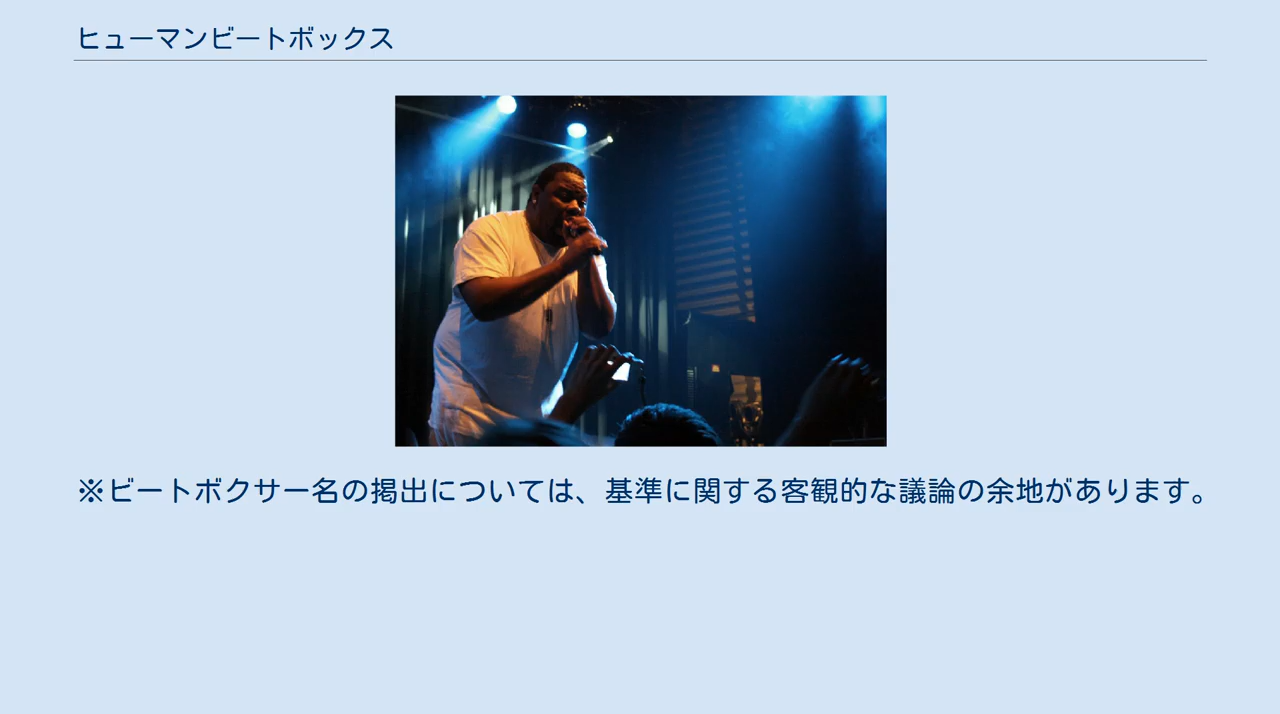 ヒューマンビートボックス
※ビートボクサー名の掲出については、基準に関する客観的な議論の余地があります。